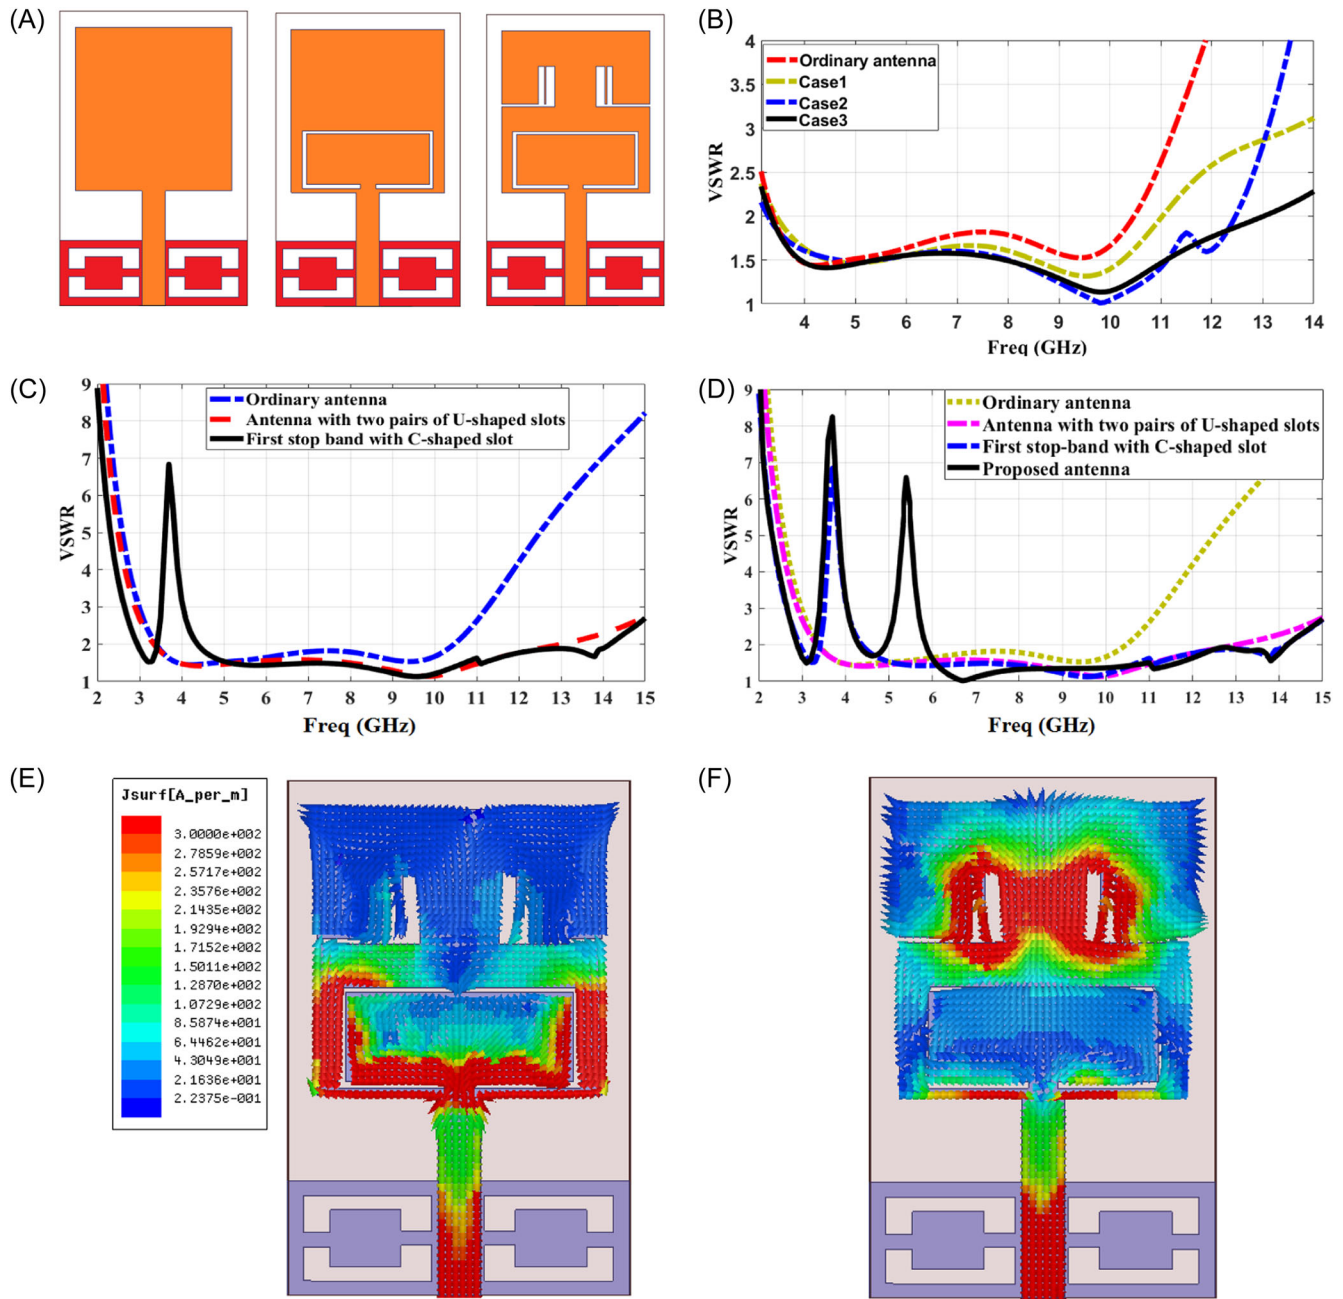 (A)
(B)
4
3.5
3
2.5
2
1.5
1
VSWR
Ordinary antenna
Case1
Case2
Case3
4 5 6 7 8 9 10 11 12 13 14
Freq (GHz)
(C)
9
8
7
6
5
4
3
2
1
VSWR
Ordinary antenna
Antenna with two pairs of U-shaped slots
First stop band with C-shaped slot
2 3 4 5 6 7 8 9 10 11 12 13 14 15
Freq (GHz)
(D)
9
8
7
6
5
4
3
2
1
VSWR
Ordinary antenna
Antenna with two pairs of U-shaped slots
First stop-band with C-shaped slot
Proposed antenna
2 3 4 5 6 7 8 9 10 11 12 13 14 15
Freq (GHz)
(E)
Jsurf[A_per_m]
3.0000e+002
2.7859e+002
2.5717e+002
2.3576e+002
2.1435e+002
1.9294e+002
1.7152e+002
1.5011e+002
1.2870e+002
1.0729e+002
8.5874e+001
6.4462e+001
4.3049e+001
2.1636e+001
2.2375e-001
(F)